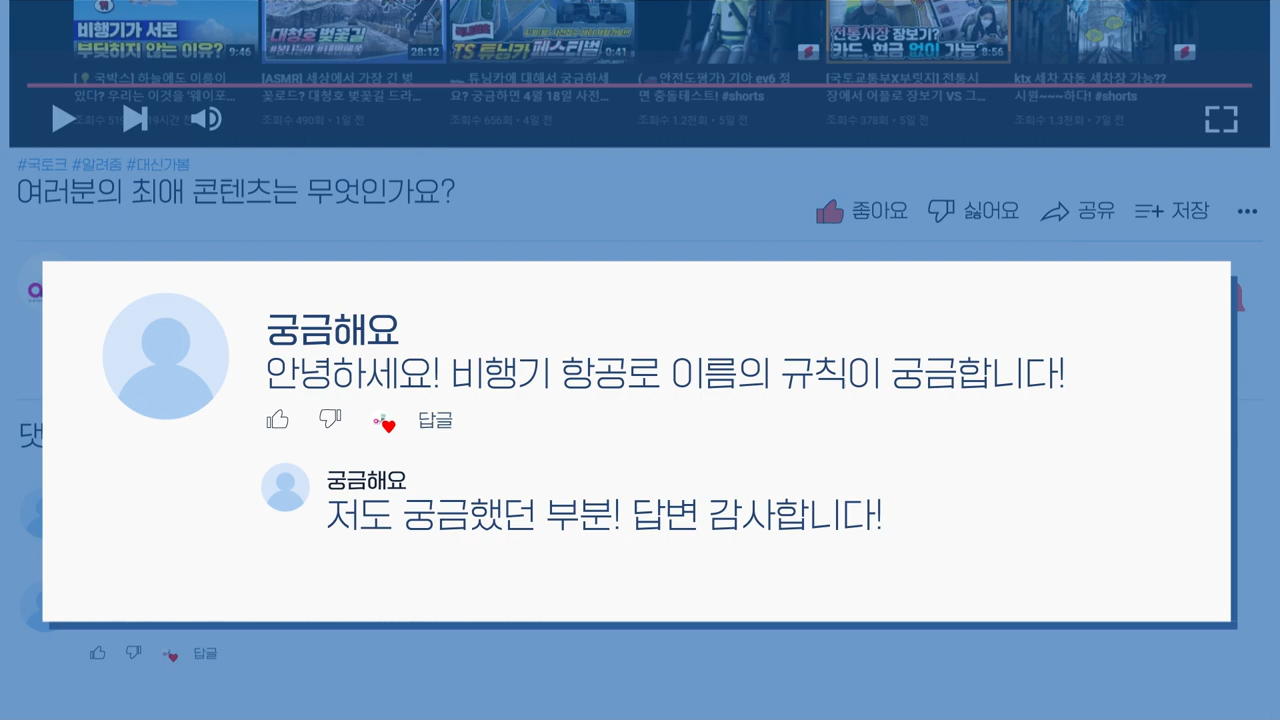 비행기가 서로
부딪히지 않는 이유?
9:46
대청호 벚꽃길
28:12
TS 튜닝카 페스티벌
0:41
전통시장 장보기?
카드, 현금 없이 가능
8:56
국박스] 하늘에도 이름이
있다? 우리는 이것을 '웨이포...
[ASMR] 세상에서 가장 긴 벚
꽃로드? 대청호 벚꽃길 드라...
조회수 490회 • 1일 전
튜닝카에 대해서 궁금하세
요? 궁금하면 4월 18일 사전...
조회수 656회 • 4일 전
안전도평가) 기아 ev6 정
면 충돌테스트! #shorts
조회수 1.2천회 • 5일 전
[국토교통부X부릿지] 전통시
장에서 어플로 장보기 VS 그...
조회수 378회 • 5일 전
ktx 세차 자동 세차장 가능??
시원~~~하다! #shorts
조회수 1.3천회 • 7일 전
#국토크 #알려줌 #대신가봄
여러분의 최애 콘텐츠는 무엇인가요?
좋아요 싫어요 공유 저장
궁금해요
안녕하세요! 비행기 항공로 이름의 규칙이 궁금합니다!
답글
궁금해요
저도 궁금했던 부분! 답변 감사합니다!
답글